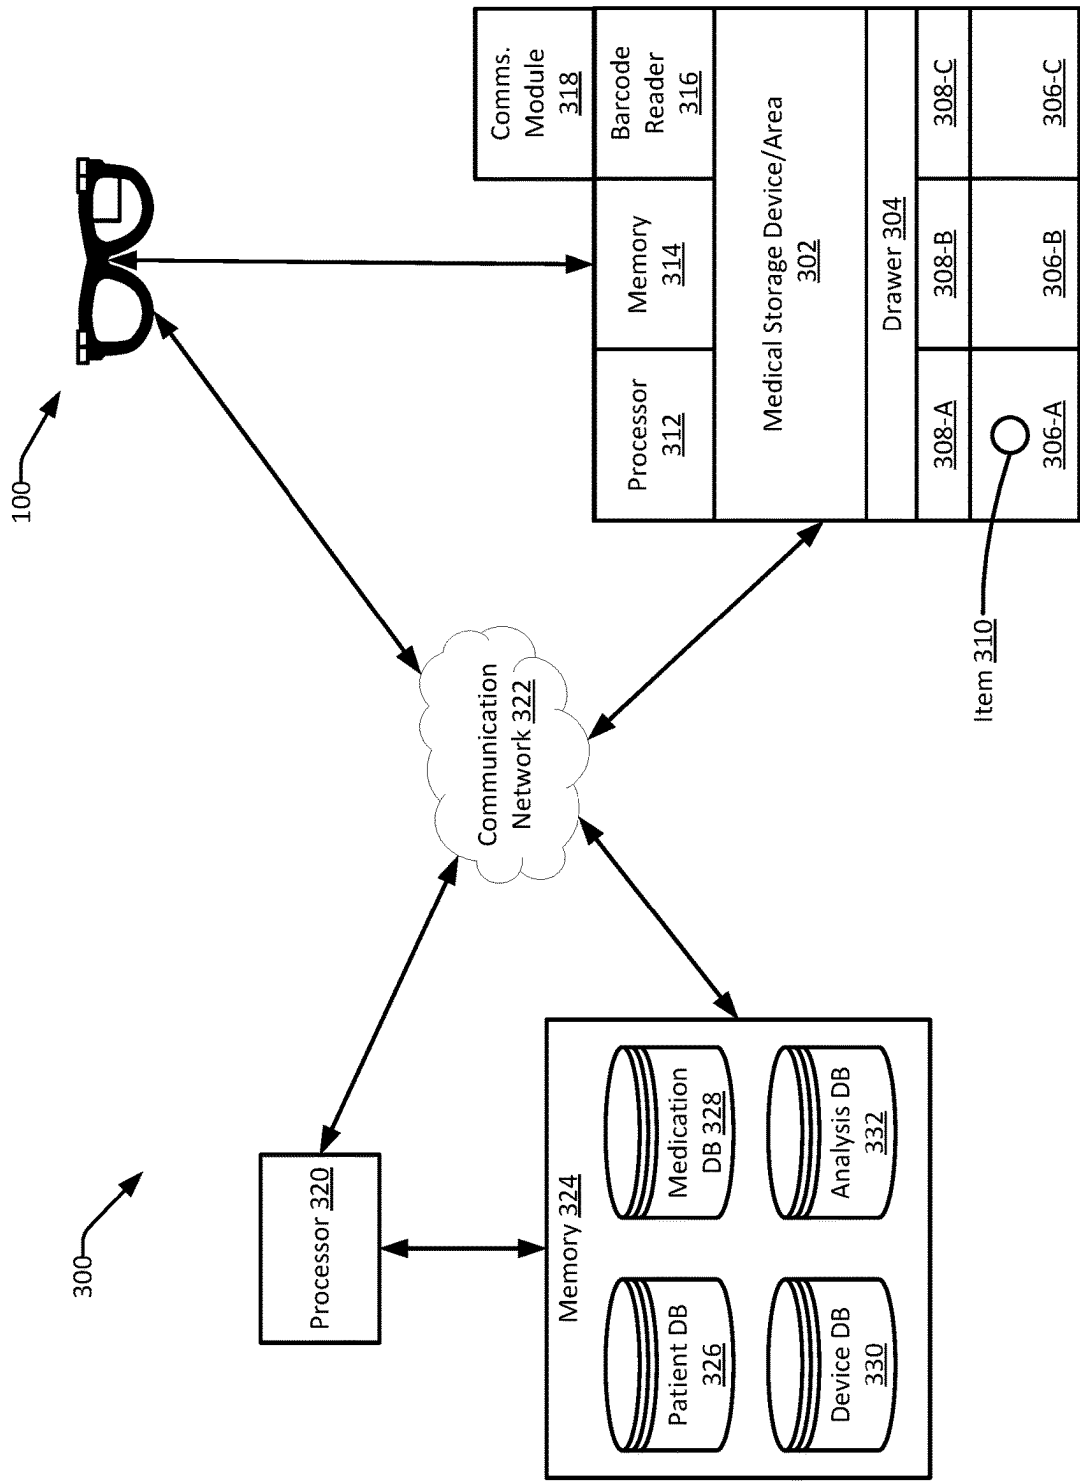 300
100
Processor 320
Memory 324
Patient DB
326
Medication
DB 328
Device DB
330
Analysis DB
332
Communication
Network 322
Comms.
Module
318
Processor
312
Memory
314
Barcode
Reader
316
Medical Storage Device/Area
302
Drawer 304
308-A
308-B
308-C
306-A
306-B
306-C
Item 310